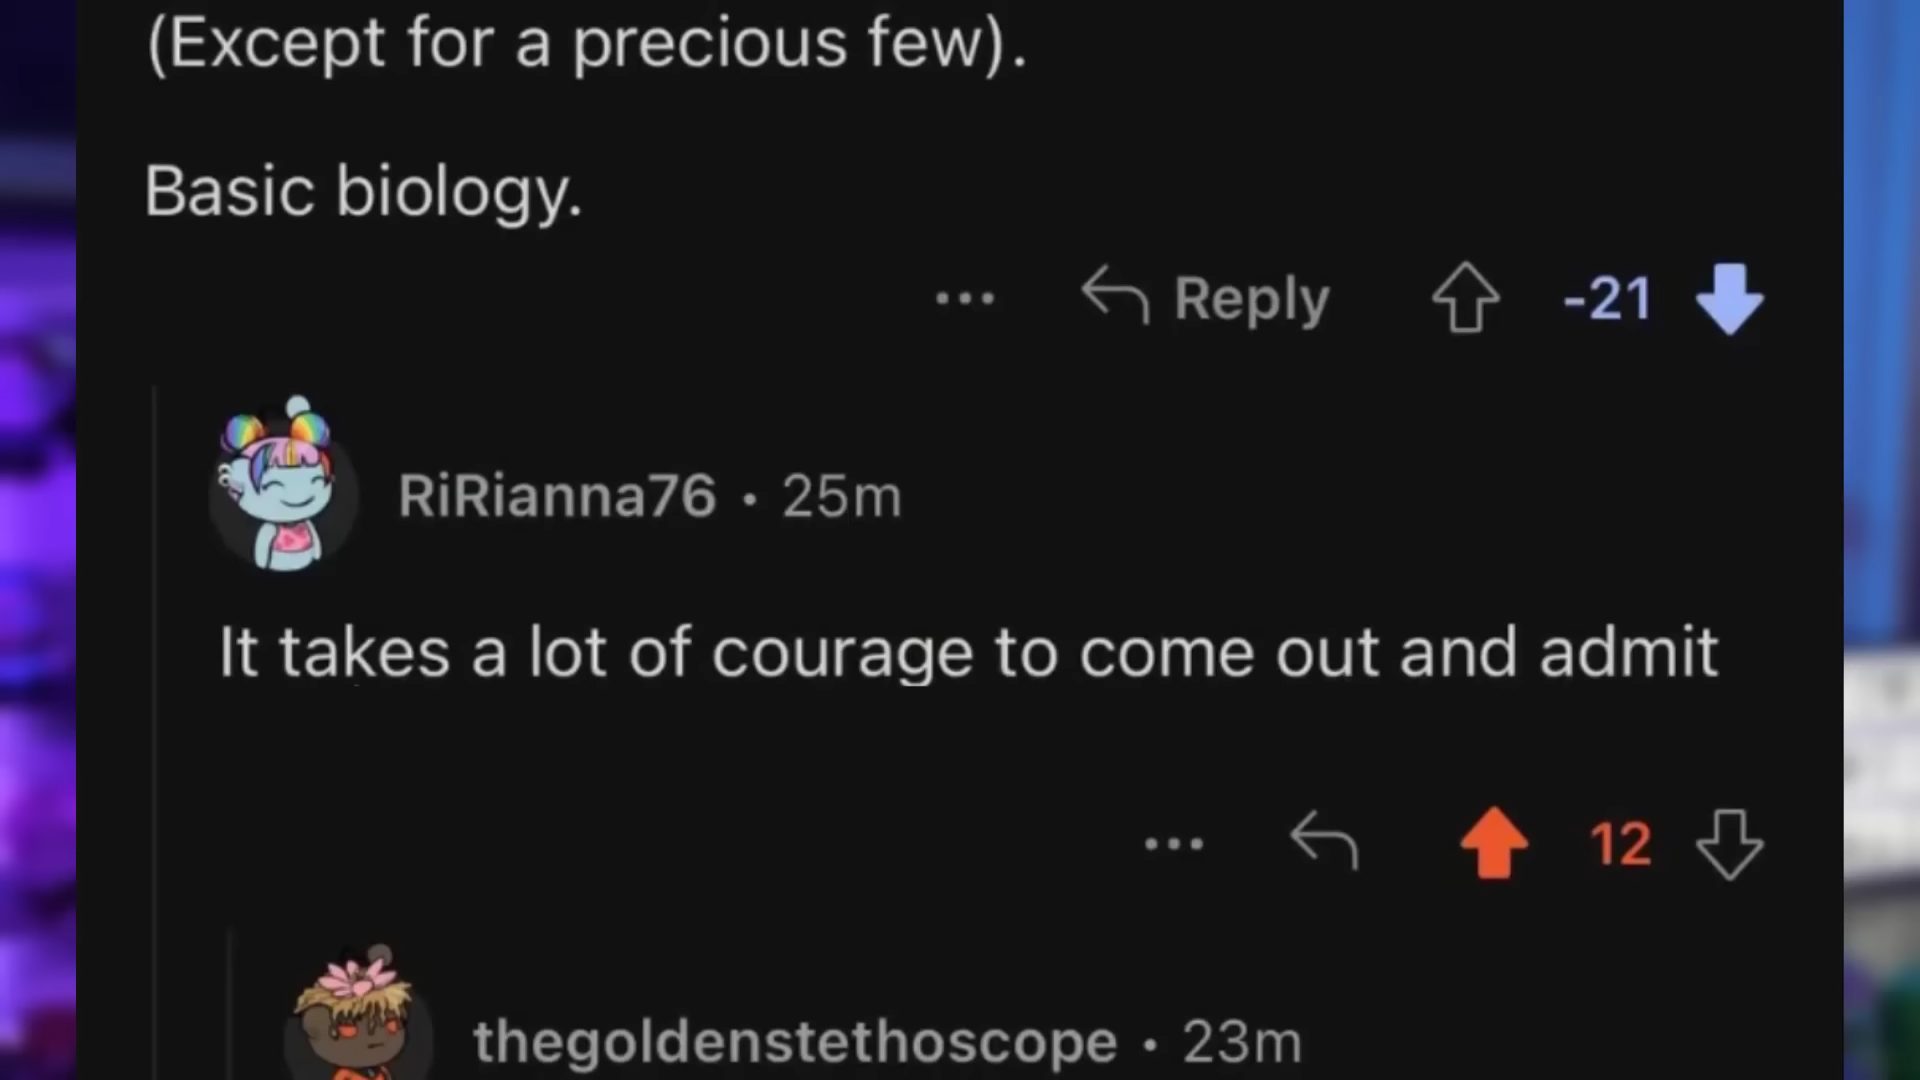 (Except for a precious few).
Basic biology.
Reply -21
RiRianna76 · 25m
It takes a lot of courage to come out and admit
12
thegoldenstethoscope · 23m